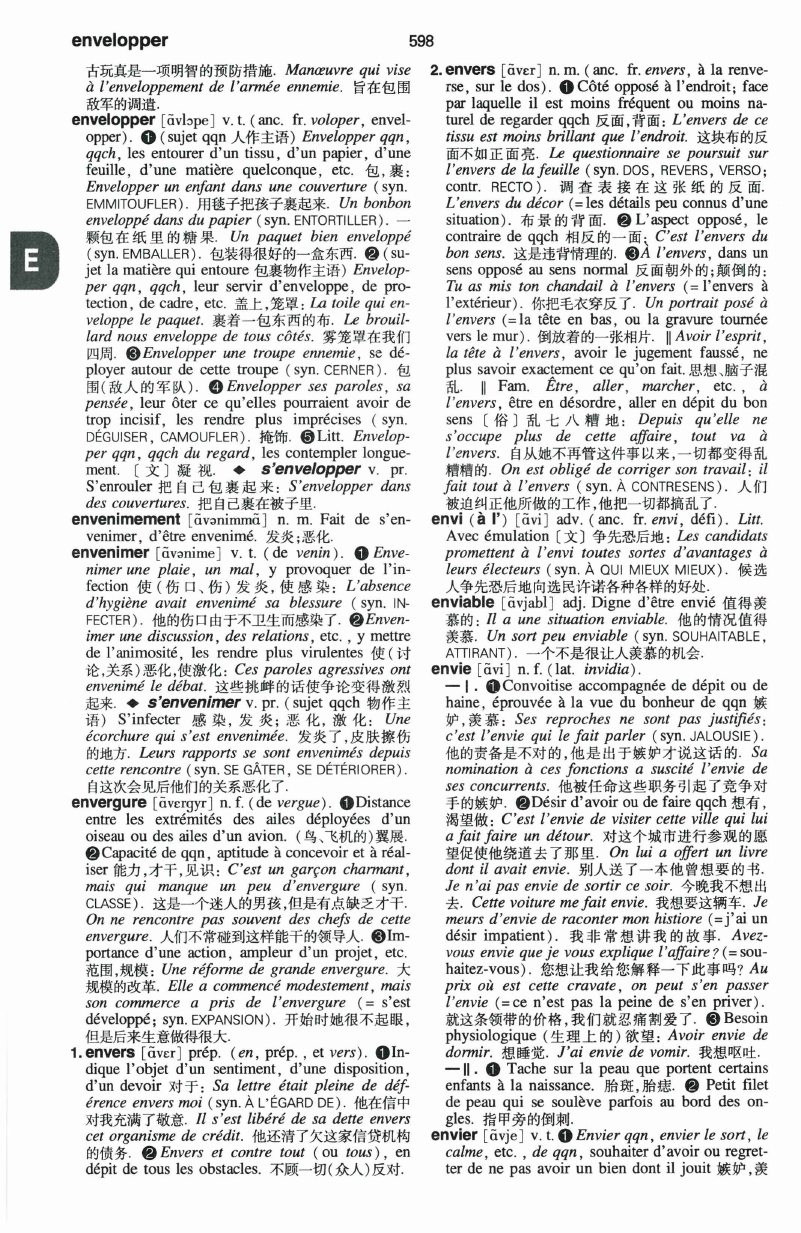 envelopper
598
古玩真是一项明智的预防措施. Manœuvre qui vise
à l'enveloppement de l'armée ennemie. 旨在包围
敌军的调遣.
envelopper [ãvlɔpe] v. t. ( anc. fr. voloper, envel-
opper). ❶ (sujet qqn 人作主语) Envelopper qqn,
qqch, les entourer d'un tissu, d'un papier, d'une
feuille, d'une matière quelconque, etc. 包,裹:
Envelopper un enfant dans une couverture ( syn.
EMMITOUFLER). 用毯子把孩子裹起来. Un bonbon
enveloppé dans du papier ( syn. ENTORTILLER). 一
颗包在纸里的糖果. Un paquet bien enveloppé
(syn. EMBALLER). 包装得很好的一盒东西. ❷ (su-
jet la matière qui entoure 包裹物作主语) Envelop-
per qqn, qqch, leur servir d'enveloppe, de pro-
tection, de cadre, etc. 盖上,笼罩: La toile qui en-
veloppe le paquet. 裹着一包东西的布. Le brouil-
lard nous enveloppe de tous côtés. 雾笼罩在我们
四周. ❸ Envelopper une troupe ennemie, se dé-
ployer autour de cette troupe ( syn. CERNER). 包
围(敌人的军队). ❹ Envelopper ses paroles, sa
pensée, leur ôter ce qu'elles pourraient avoir de
trop incisif, les rendre plus imprécises ( syn.
DÉGUISER, CAMOUFLER). 掩饰. ❺ Litt. Envelop-
per qqn, qqch du regard, les contempler longue-
ment. 〔文〕凝视. ◆ s'envelopper v. pr.
S'enrouler 把自己包裹起来: S'envelopper dans
des couvertures. 把自己裹在被子里.
envenimement [ãvənimmã] n. m. Fait de s'en-
venimer, d'être envenimé. 发炎;恶化.
envenimer [ãvənime] v. t. ( de venin). ❶ Enve-
nimer une plaie, un mal, y provoquer de l'in-
fection 使(伤口、伤)发炎,使感染: L'absence
d'hygiène avait envenimé sa blessure ( syn. IN-
FECTER). 他的伤口由于不卫生而感染了. ❷ Enven-
imer une discussion, des relations, etc. , y mettre
de l'animosité, les rendre plus virulentes 使(讨
论,关系)恶化,使激化: Ces paroles agressives ont
envenimé le débat. 这些挑衅的话使争论变得激烈
起来. ◆ s'envenimer v. pr. ( sujet qqch 物作主
语) S'infecter 感染,发炎;恶化,激化: Une
écorchure qui s'est envenimée. 发炎了,皮肤擦伤
的地方. Leurs rapports se sont envenimés depuis
cette rencontre (syn. SE GÂTER, SE DÉTÉRIORER).
自这次会见后他们的关系恶化了.
envergure [ãvɛrgyr] n. f. (de vergue). ❶ Distance
entre les extrémités des ailes déployées d'un
oiseau ou des ailes d'un avion. (鸟、飞机的)翼展.
❷ Capacité de qqn, aptitude à concevoir et à réal-
iser 能力,才干,见识: C'est un garçon charmant,
mais qui manque un peu d'envergure ( syn.
CLASSE). 这是一个迷人的男孩,但是有点缺乏才干.
On ne rencontre pas souvent des chefs de cette
envergure. 人们不常碰到这样能干的领导人. ❸ Im-
portance d'une action, ampleur d'un projet, etc.
范围,规模: Une réforme de grande envergure. 大
规模的改革. Elle a commencé modestement, mais
son commerce a pris de l'envergure ( = s'est
développé; syn. EXPANSION). 开始时她很不起眼,
但是后来生意做得很大.
1. envers [ãvɛr] prép. (en, prép. , et vers). ❶ In-
dique l'objet d'un sentiment, d'une disposition,
d'un devoir 对于: Sa lettre était pleine de déf-
érence envers moi (syn. À L'ÉGARD DE). 他在信中
对我充满了敬意. Il s'est libéré de sa dette envers
cet organisme de crédit. 他还清了欠这家信贷机构
的债务. ❷ Envers et contre tout ( ou tous), en
dépit de tous les obstacles. 不顾一切(众人)反对.
2. envers [ãvɛr] n. m. ( anc. fr. envers, à la renve-
rse, sur le dos). ❶ Côté opposé à l'endroit; face
par laquelle il est moins fréquent ou moins na-
turel de regarder qqch 反面,背面: L'envers de ce
tissu est moins brillant que l'endroit. 这块布的反
面不如正面亮. Le questionnaire se poursuit sur
l'envers de la feuille (syn. DOS, REVERS, VERSO;
contr. RECTO). 调查表接在这张纸的反面.
L'envers du décor (= les détails peu connus d'une
situation). 布景的背面. ❷ L'aspect opposé, le
contraire de qqch 相反的一面; C'est l'envers du
bon sens. 这是违背情理的. ❸ À l'envers, dans un
sens opposé au sens normal 反面朝外的;颠倒的:
Tu as mis ton chandail à l'envers (= l'envers à
l'extérieur). 你把毛衣穿反了. Un portrait posé à
l'envers (= la tête en bas, ou la gravure tournée
vers le mur). 倒放着的一张相片. ‖ Avoir l'esprit,
la tête à l'envers, avoir le jugement faussé, ne
plus savoir exactement ce qu'on fait. 思想、脑子混
乱. ‖ Fam. Être, aller, marcher, etc. , à
l'envers, être en désordre, aller en dépit du bon
sens 〔俗〕乱七八糟地: Depuis qu'elle ne
s'occupe plus de cette affaire, tout va à
l'envers. 自从她不再管这件事以来,一切都变得乱
糟糟的. On est obligé de corriger son travail: il
fait tout à l'envers ( syn. À CONTRESENS). 人们
被迫纠正他所做的工作,他把一切都搞乱了.
envi (à l') [ãvi] adv. ( anc. fr. envi, défi). Litt.
Avec émulation 〔文〕争先恐后地: Les candidats
promettent à l'envi toutes sortes d'avantages à
leurs électeurs (syn. À QUI MIEUX MIEUX). 候选
人争先恐后地向选民许诺各种各样的好处.
enviable [ãvjabl] adj. Digne d'être envié 值得羡
慕的: Il a une situation enviable. 他的情况值得
羡慕. Un sort peu enviable (syn. SOUHAITABLE,
ATTIRANT). 一个不是很让人羡慕的机会.
envie [ãvi] n. f. (lat. invidia).
— Ⅰ. ❶ Convoitise accompagnée de dépit ou de
haine, éprouvée à la vue du bonheur de qqn 嫉
妒,羡慕: Ses reproches ne sont pas justifiés:
c'est l'envie qui le fait parler (syn. JALOUSIE).
他的责备是不对的,他是出于嫉妒才说这话的. Sa
nomination à ces fonctions a suscité l'envie de
ses concurrents. 他被任命这些职务引起了竞争对
手的嫉妒. ❷ Désir d'avoir ou de faire qqch 想有,
渴望做: C'est l'envie de visiter cette ville qui lui
a fait faire un détour. 对这个城市进行参观的愿
望促使他绕道去了那里. On lui a offert un livre
dont il avait envie. 别人送了一本他曾想要的书.
Je n'ai pas envie de sortir ce soir. 今晚我不想出
去. Cette voiture me fait envie. 我想要这辆车. Je
meurs d'envie de raconter mon histiore (= j'ai un
désir impatient). 我非常想讲我的故事. Avez-
vous envie que je vous explique l'affaire? (= sou-
haitez-vous). 您想让我给您解释一下此事吗? Au
prix où est cette cravate, on peut s'en passer
l'envie (= ce n'est pas la peine de s'en priver).
就这条领带的价格,我们就忍痛割爱了. ❸ Besoin
physiologique (生理上的)欲望: Avoir envie de
dormir. 想睡觉. J'ai envie de vomir. 我想呕吐.
— Ⅱ. ❶ Tache sur la peau que portent certains
enfants à la naissance. 胎斑,胎痣. ❷ Petit filet
de peau qui se soulève parfois au bord des on-
gles. 指甲旁的倒刺.
envier [ãvje] v. t. ❶ Envier qqn, envier le sort, le
calme, etc. , de qqn, souhaiter d'avoir ou regret-
ter de ne pas avoir un bien dont il jouit 嫉妒,羡
E